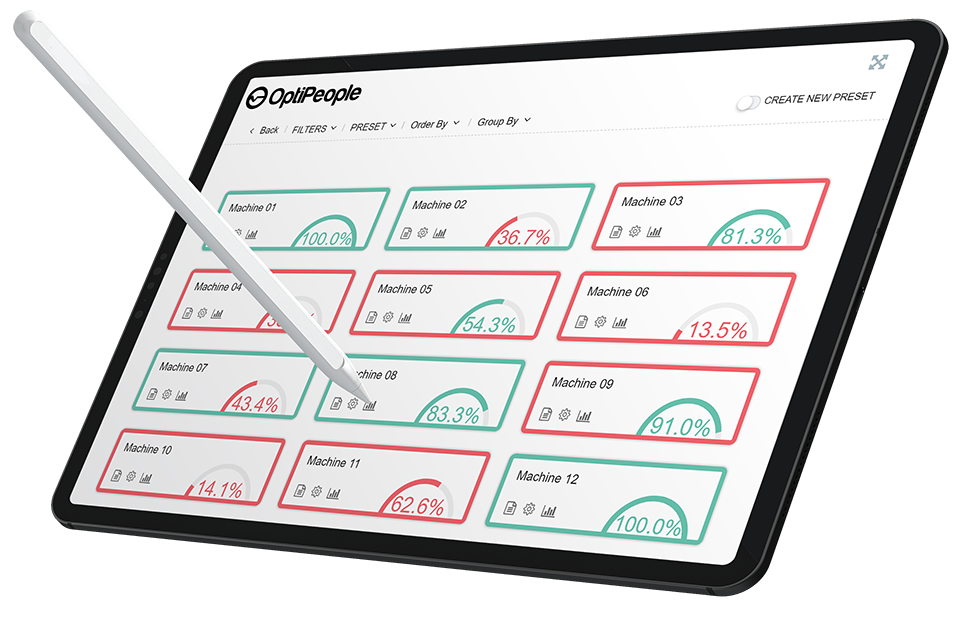 OptiPeople
CREATE NEW PRESET
‹ Back / FILTERS / PRESET / Order By / Group By
Machine 01
100.0%
Machine 02
36.7%
Machine 03
81.3%
Machine 04
Machine 05
54.3%
Machine 06
13.5%
Machine 07
43.4%
08
83.3%
Machine 09
91.0%
Machine 10
14.1%
Machine 11
62.6%
Machine 12
100.0%